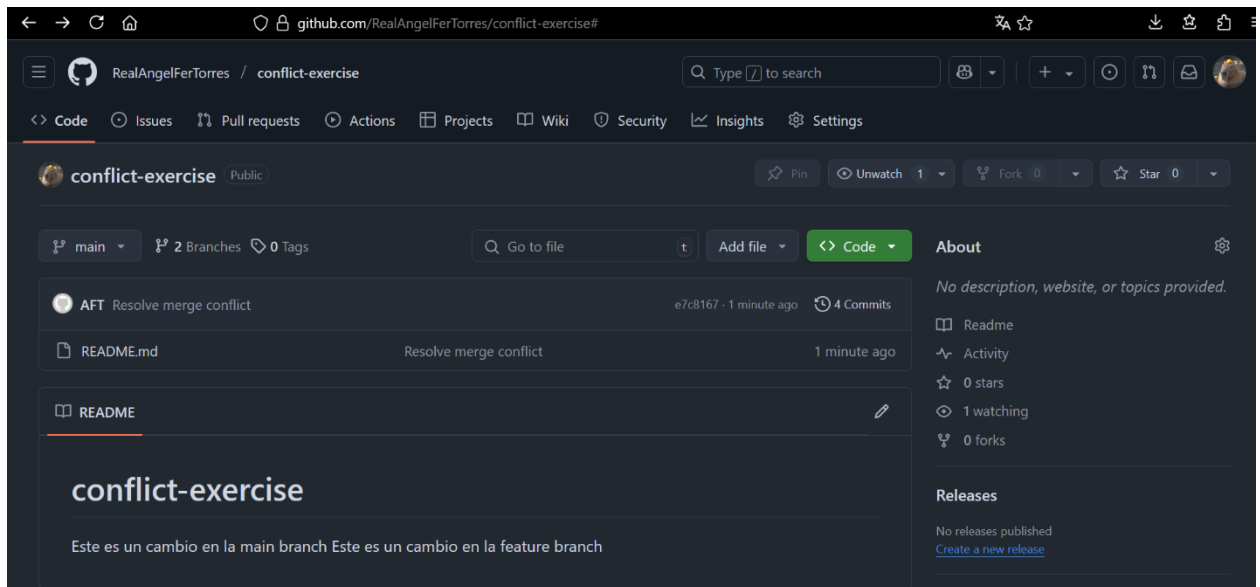 github.com/RealAngelFerTorres/conflict-exercise#
RealAngelFerTorres / conflict-exercise
Type / to search
Code Issues Pull requests Actions Projects Wiki Security Insights Settings
conflict-exercise Public
Pin Unwatch 1 Fork 0 Star 0
main 2 Branches 0 Tags Go to file t Add file Code
About
No description, website, or topics provided.
AFT Resolve merge conflict e7c8167 · 1 minute ago 4 Commits
README.md Resolve merge conflict 1 minute ago
Readme
Activity
0 stars
1 watching
0 forks
README
conflict-exercise
Este es un cambio en la main branch Este es un cambio en la feature branch
Releases
No releases published
Create a new release